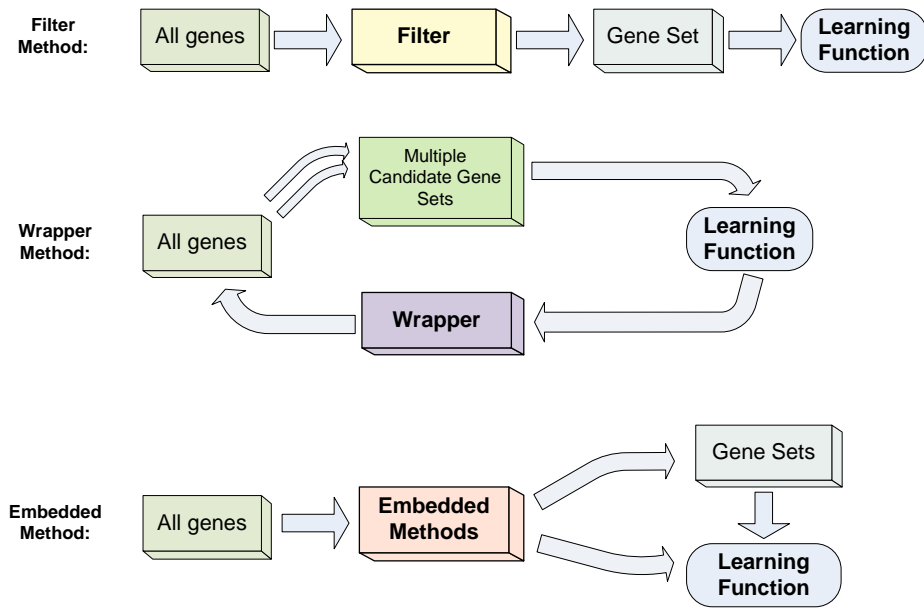 Filter
Method:
All genes
Filter
Gene Set
Learning
Function
Wrapper
Method:
All genes
Multiple
Candidate Gene
Sets
Learning
Function
Wrapper
Embedded
Method:
All genes
Embedded
Methods
Gene Sets
Learning
Function